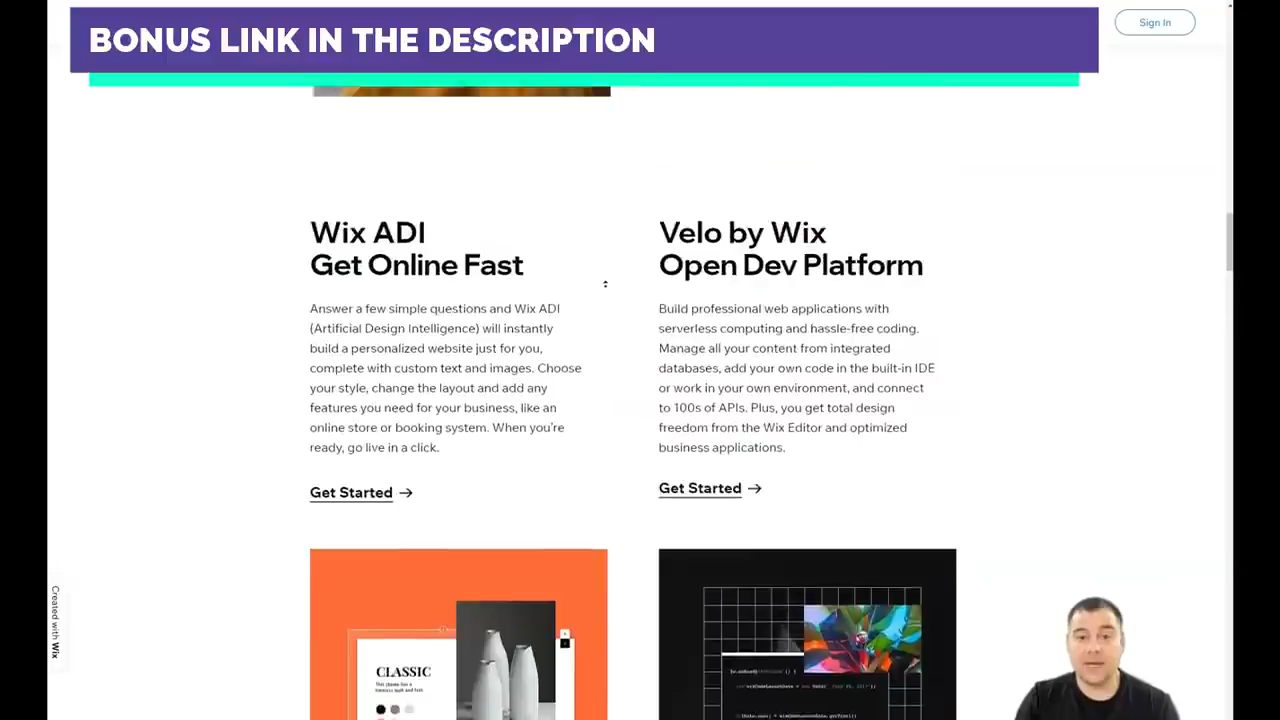 BONUS LINK IN THE DESCRIPTION
Sign In
Wix ADI
Get Online Fast
Answer a few simple questions and Wix ADI
(Artificial Design Intelligence) will instantly
build a personalized website just for you,
complete with custom text and images. Choose
your style, change the layout and add any
features you need for your business, like an
online store or booking system. When you're
ready, go live in a click.
Get Started →
Velo by Wix
Open Dev Platform
Build professional web applications with
serverless computing and hassle-free coding.
Manage all your content from integrated
databases, add your own code in the built-in IDE
or work in your own environment, and connect
to 100s of APIs. Plus, you get total design
freedom from the Wix Editor and optimized
business applications.
Get Started →
Created with Wix
CLASSIC